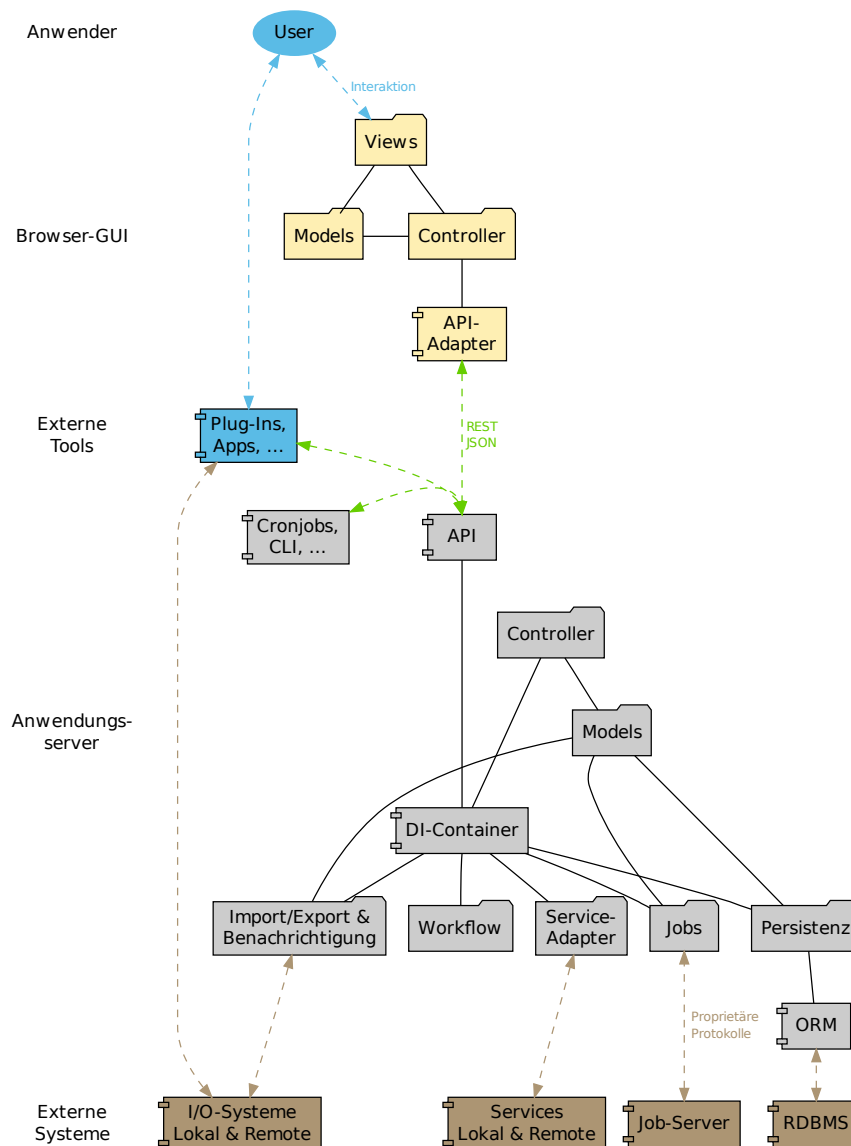 Anwender
User
Interaktion
Views
Browser-GUI
Models
Controller
API-
Adapter
Externe
Tools
Plug-Ins,
Apps, ...
REST
JSON
Cronjobs,
CLI, ...
API
Controller
Anwendungs-
server
Models
DI-Container
Import/Export &
Benachrichtigung
Workflow
Service-
Adapter
Jobs
Persistenz
Proprietäre
Protokolle
ORM
Externe
Systeme
I/O-Systeme
Lokal & Remote
Services
Lokal & Remote
Job-Server
RDBMS